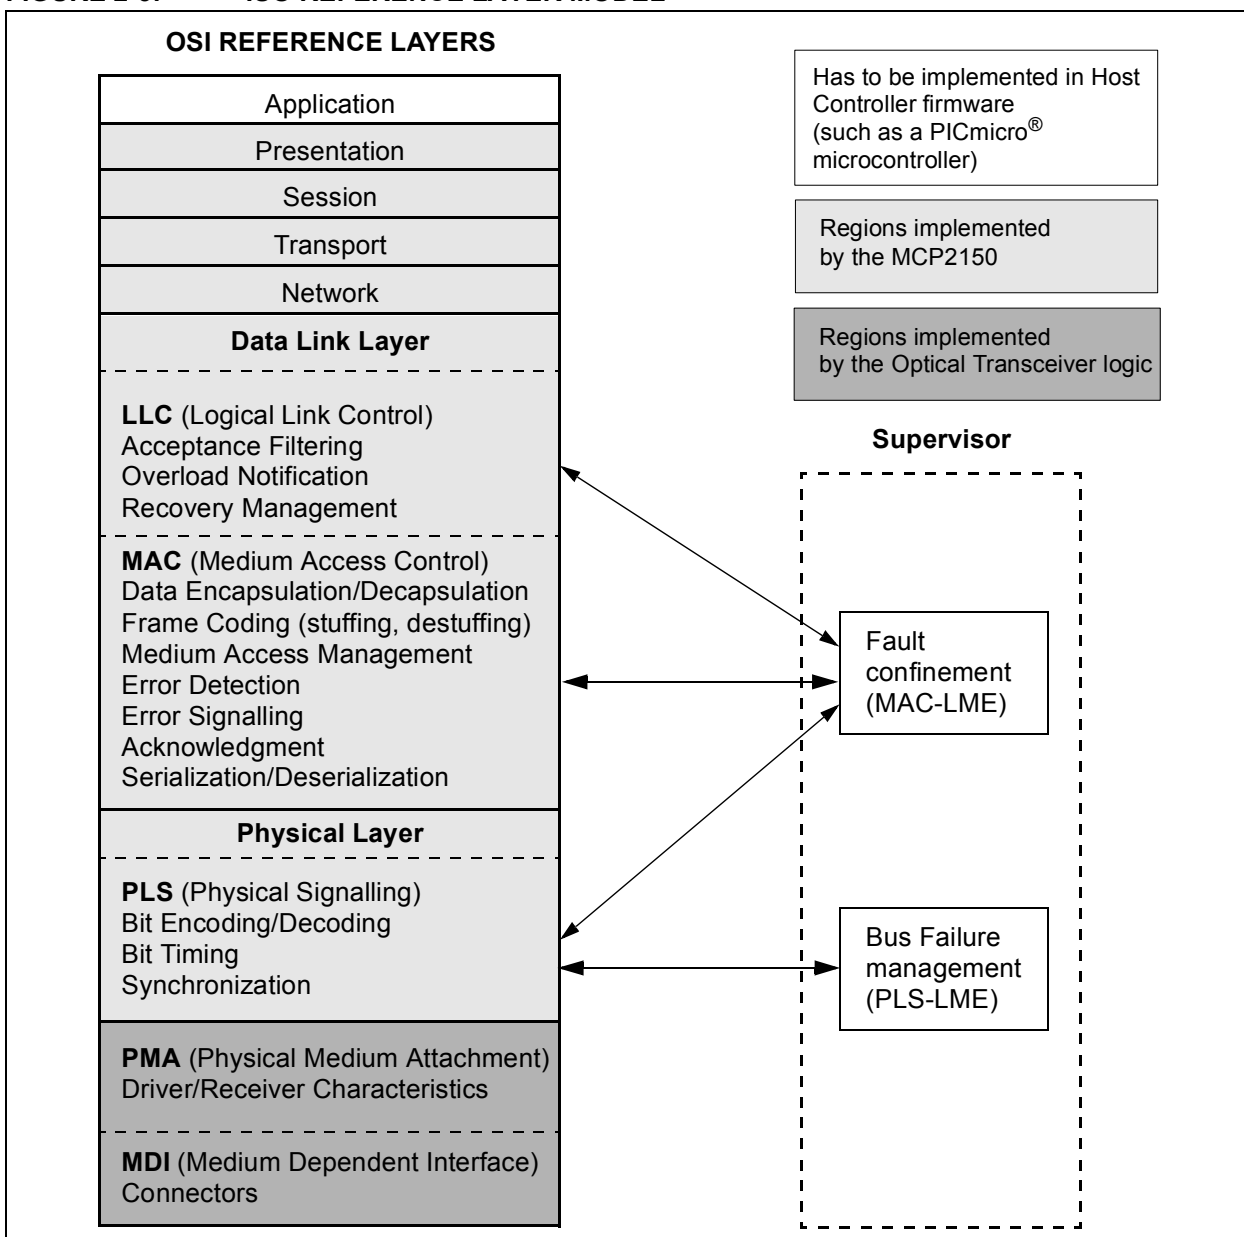 OSI REFERENCE LAYERS
Application
Presentation
Session
Transport
Network
Data Link Layer
LLC (Logical Link Control)
Acceptance Filtering
Overload Notification
Recovery Management
MAC (Medium Access Control)
Data Encapsulation/Decapsulation
Frame Coding (stuffing, destuffing)
Medium Access Management
Error Detection
Error Signalling
Acknowledgment
Serialization/Deserialization
Physical Layer
PLS (Physical Signalling)
Bit Encoding/Decoding
Bit Timing
Synchronization
PMA (Physical Medium Attachment)
Driver/Receiver Characteristics
MDI (Medium Dependent Interface)
Connectors
Has to be implemented in Host
Controller firmware
(such as a PICmicro®
microcontroller)
Regions implemented
by the MCP2150
Regions implemented
by the Optical Transceiver logic
Supervisor
Fault
confinement
(MAC-LME)
Bus Failure
management
(PLS-LME)